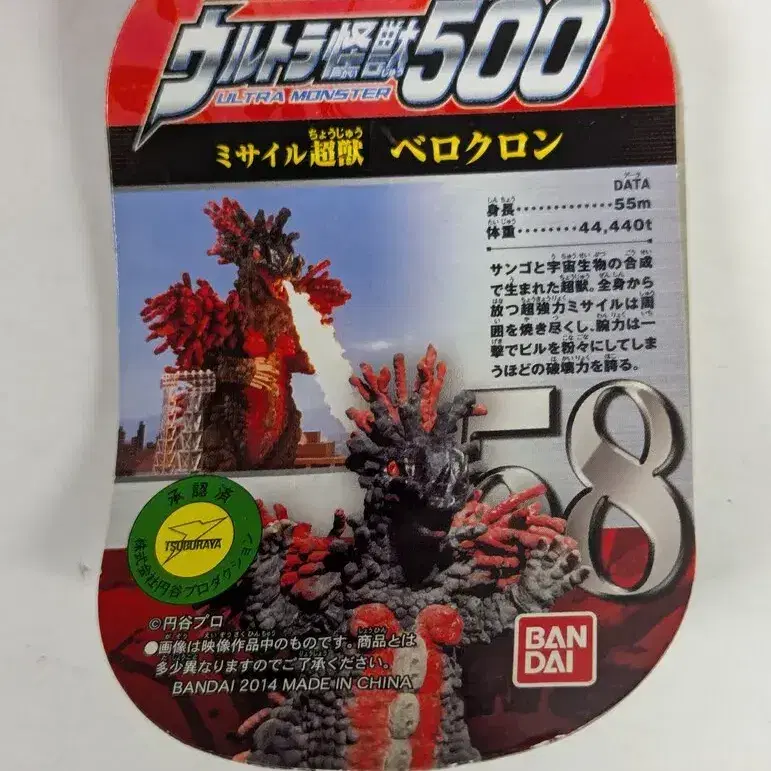 ウルトラ怪獣500
ULTRA MONSTER
ミサイル超獣 ベロクロン
DATA
身長・・・・・・・・・・・・・55m
体重・・・・・・・・44,440t
サンゴと宇宙生物の合成
で生まれた超獣。全身から
放つ超強力ミサイルは周
囲を焼き尽くし、腕力は一
撃でビルを粉々にしてしま
うほどの破壊力を誇る。
58
承認済
TSUBURAYA
株式会社円谷プロダクション
©円谷プロ
●画像は映像作品中のものです。商品とは
多少異なりますのでご了承ください。
BANDAI 2014 MADE IN CHINA
BAN
DAI